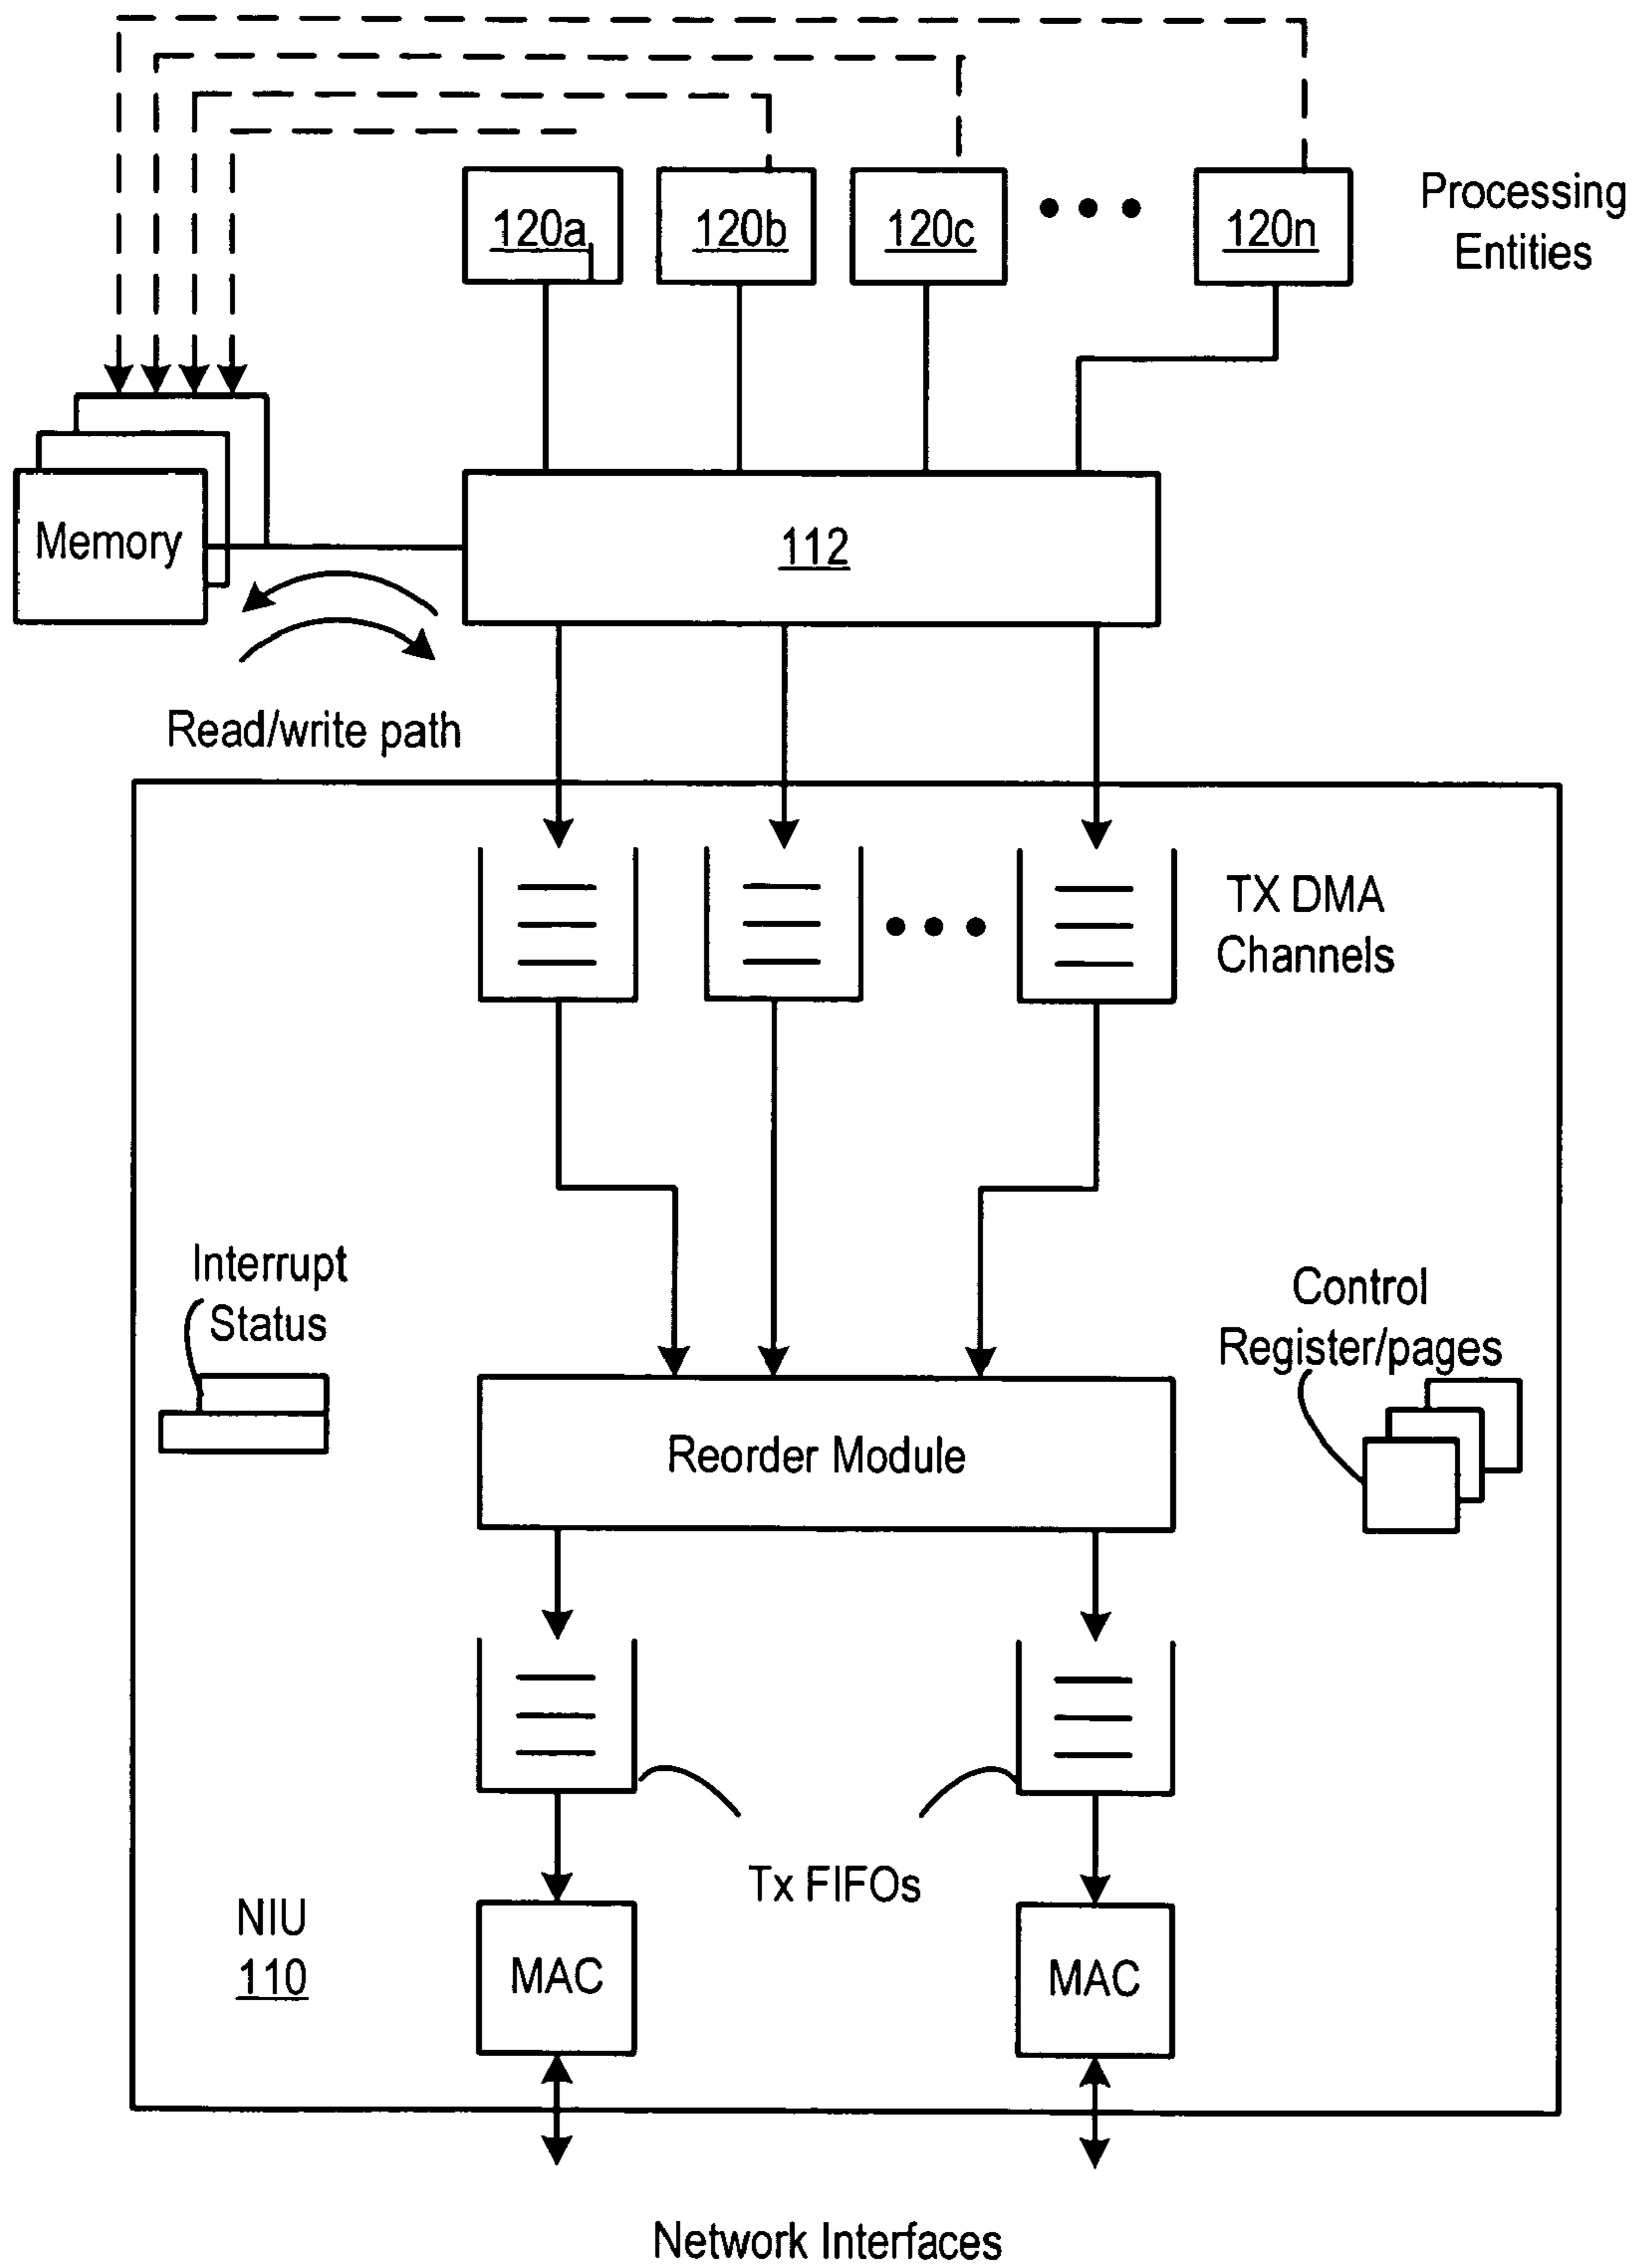 120a
120b
120c
120n
Processing
Entities
Memory
112
Read/write path
TX DMA
Channels
Interrupt
Status
Control
Register/pages
Reorder Module
Tx FIFOs
NIU
110
MAC
MAC
Network Interfaces